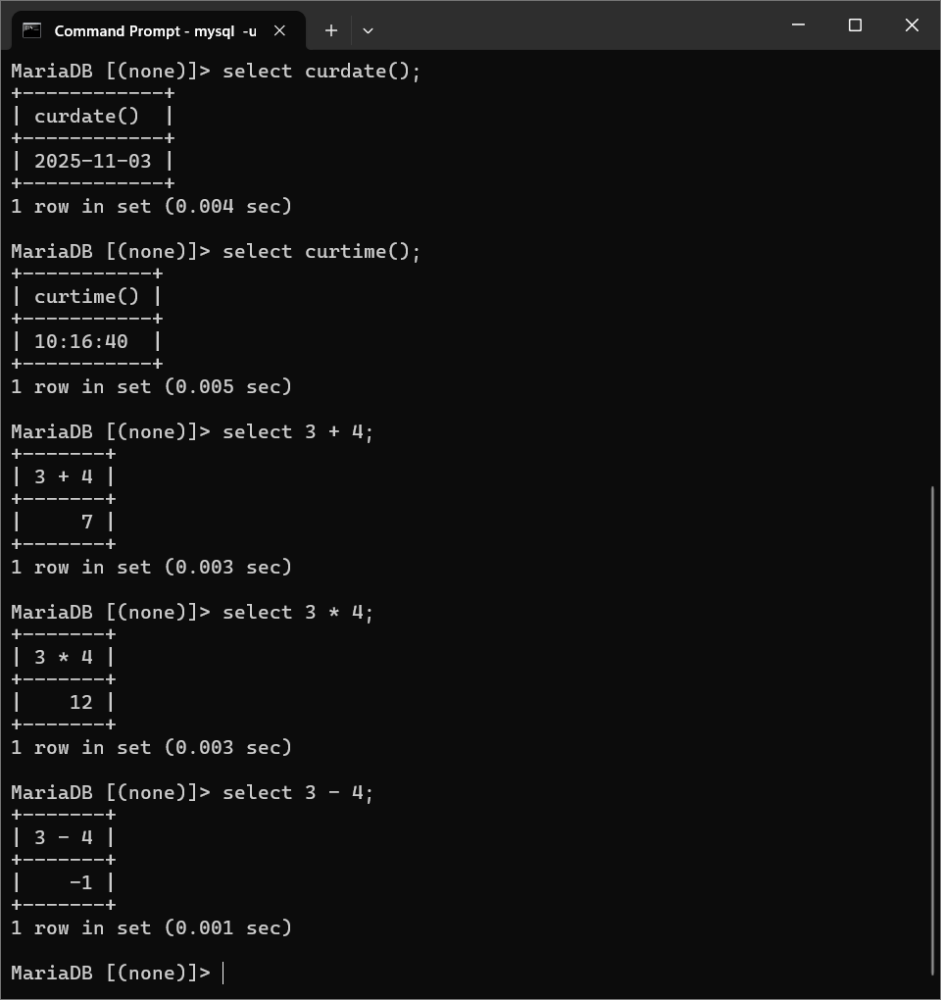 Command Prompt - mysql  -u
MariaDB [(none)]> select curdate();
+------------+
| curdate()  |
+------------+
| 2025-11-03 |
+------------+
1 row in set (0.004 sec)

MariaDB [(none)]> select curtime();
+-----------+
| curtime() |
+-----------+
| 10:16:40  |
+-----------+
1 row in set (0.005 sec)

MariaDB [(none)]> select 3 + 4;
+-------+
| 3 + 4 |
+-------+
|     7 |
+-------+
1 row in set (0.003 sec)

MariaDB [(none)]> select 3 * 4;
+-------+
| 3 * 4 |
+-------+
|    12 |
+-------+
1 row in set (0.003 sec)

MariaDB [(none)]> select 3 - 4;
+-------+
| 3 - 4 |
+-------+
|    -1 |
+-------+
1 row in set (0.001 sec)

MariaDB [(none)]>